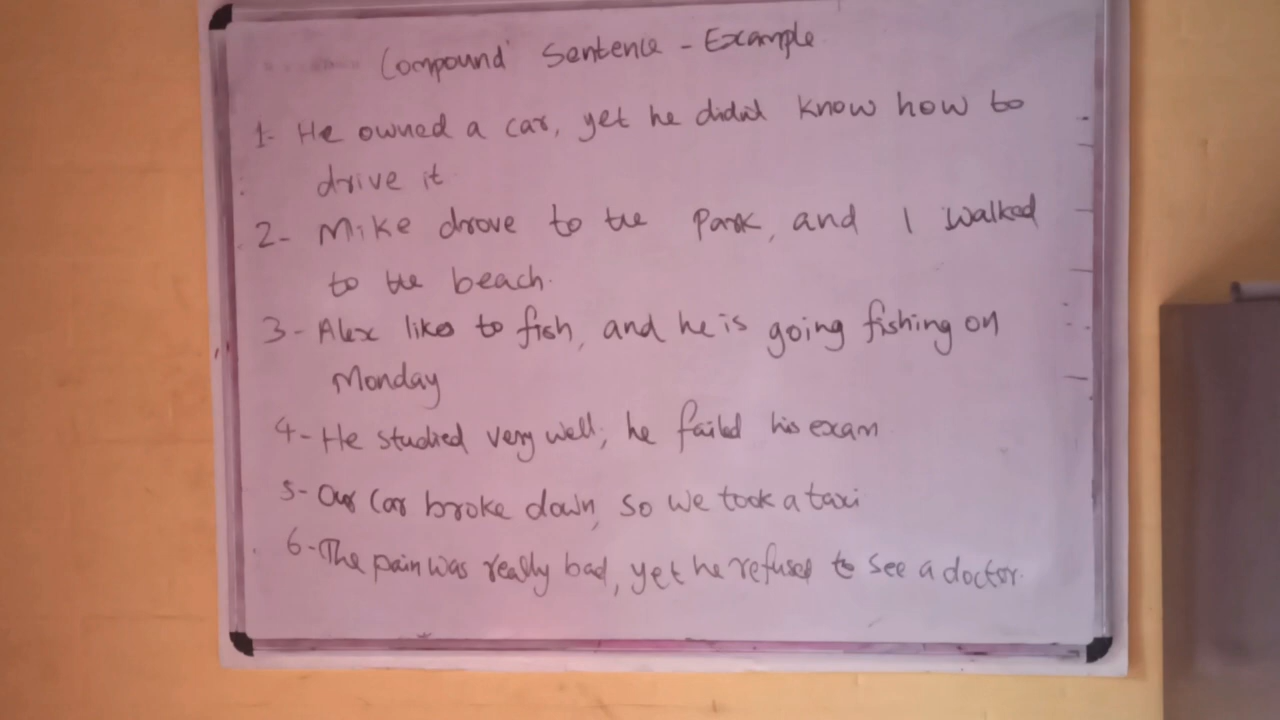 Compound Sentence - Example
1- He owned a car, yet he didn't know how to
drive it
2- Mike drove to the Park, and I walked
to the beach.
3- Alex likes to fish, and he is going fishing on
Monday
4- He studied very well; he failed his exam
5- Our Car broke down, so we took a taxi
6- The pain was really bad, yet he refused to see a doctor.